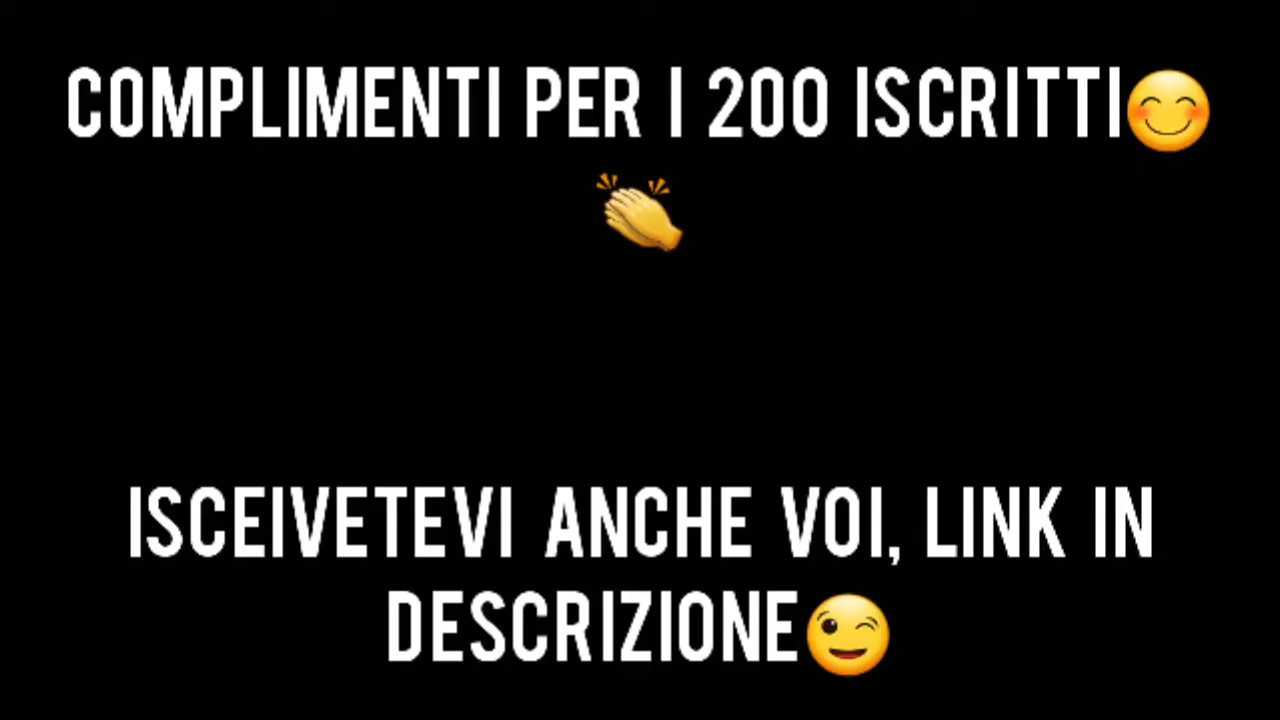 COMPLIMENTI PER I 200 ISCRITTI😊
👏
ISCEIVETEVI ANCHE VOI, LINK IN
DESCRIZIONE😉